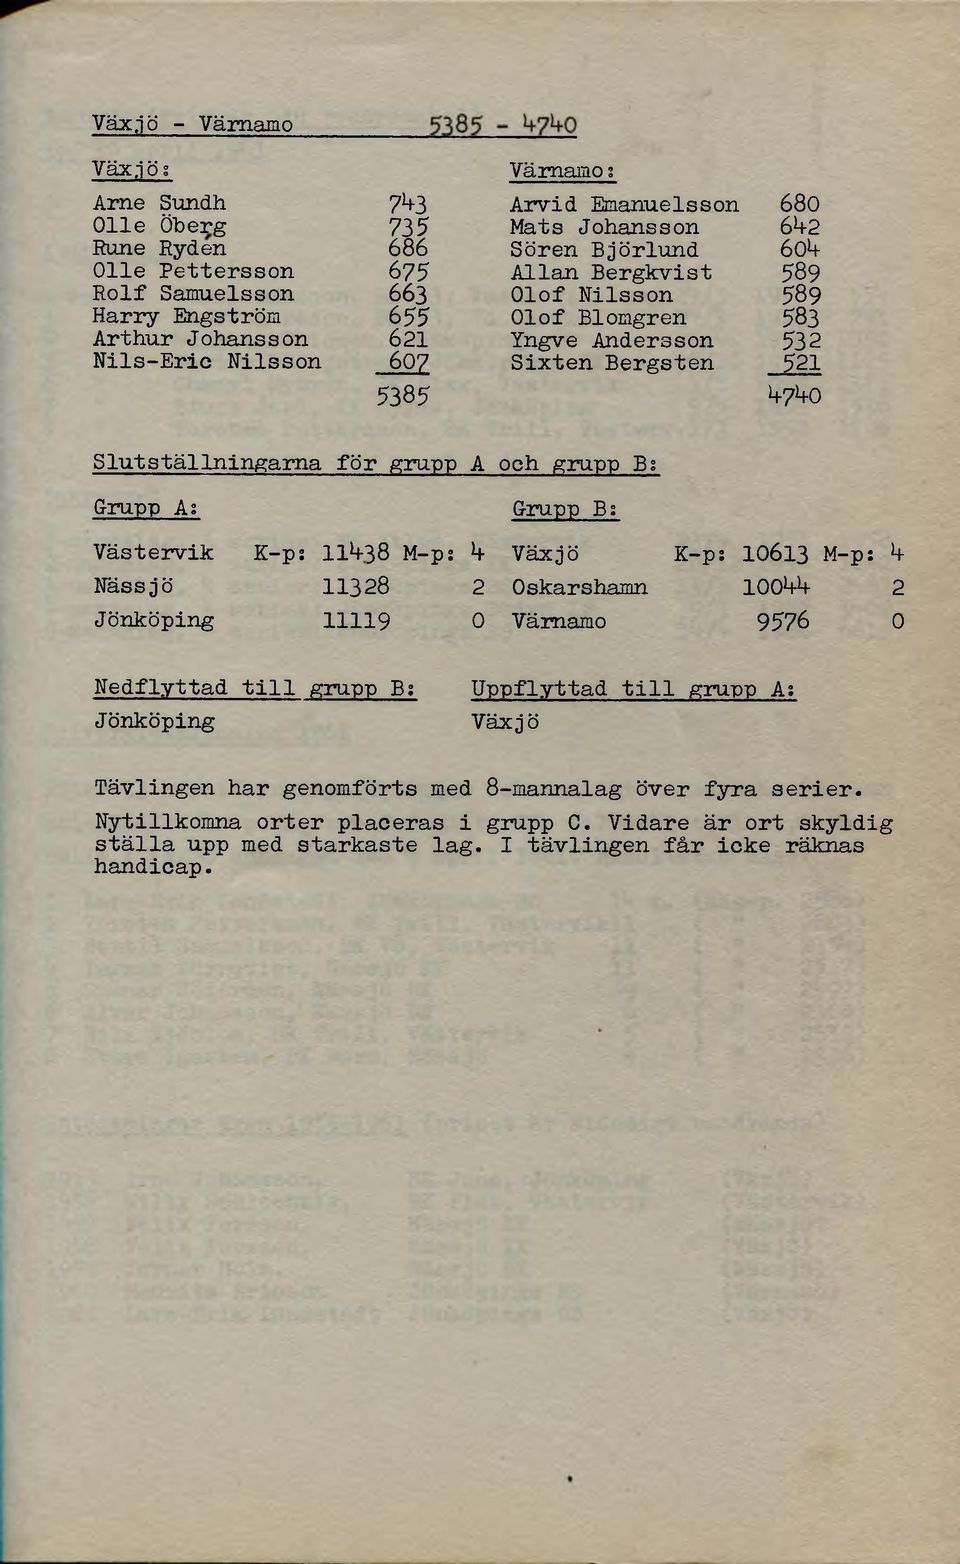 Växjö - Värnamo 5385 - 4740
Växjö: Värnamo:
Arne Sundh 743 Arvid Emanuelsson 680
Olle Öberg 735 Mats Johansson 642
Rune Ryden 686 Sören Björlund 604
Olle Pettersson 675 Allan Bergkvist 589
Rolf Samuelsson 663 Olof Nilsson 589
Harry Engström 655 Olof Blomgren 583
Arthur Johansson 621 Yngve Andersson 532
Nils-Eric Nilsson 607 Sixten Bergsten 521
5385 4740
Slutställningarna för grupp A och grupp B:
Grupp A: Grupp B:
Västervik K-p: 11438 M-p: 4 Växjö K-p: 10613 M-p: 4
Nässjö 11328 2 Oskarshamn 10044 2
Jönköping 11119 0 Värnamo 9576 0
Nedflyttad till grupp B: Uppflyttad till grupp A:
Jönköping Växjö
Tävlingen har genomförts med 8-mannalag över fyra serier.
Nytillkomna orter placeras i grupp C. Vidare är ort skyldig
ställa upp med starkaste lag. I tävlingen får icke räknas
handicap.